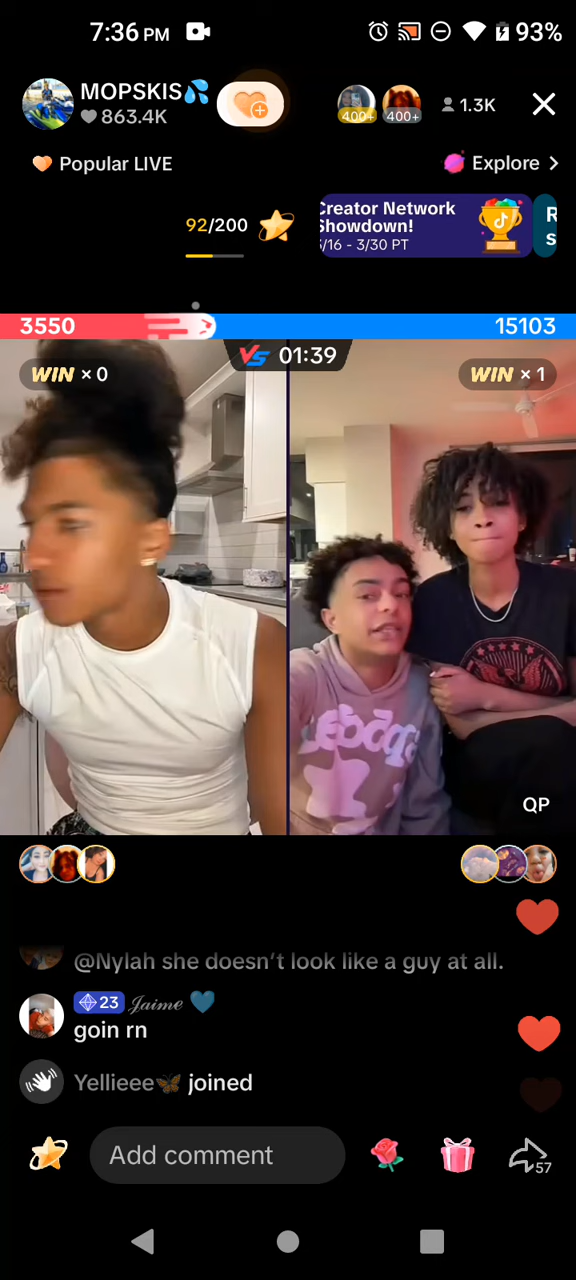 7:36 PM
93%
MOPSKIS💦
863.4K
400+
400+
1.3K
Popular LIVE
Explore >
92/200
Creator Network
Showdown!
3/16 - 3/30 PT
R
s
3550
15103
WIN × 0
VS 01:39
WIN × 1
QP
@Nylah she doesn't look like a guy at all.
23 𝒥𝒶𝒾𝓂𝑒 💙
goin rn
Yellieee🦋 joined
Add comment
57